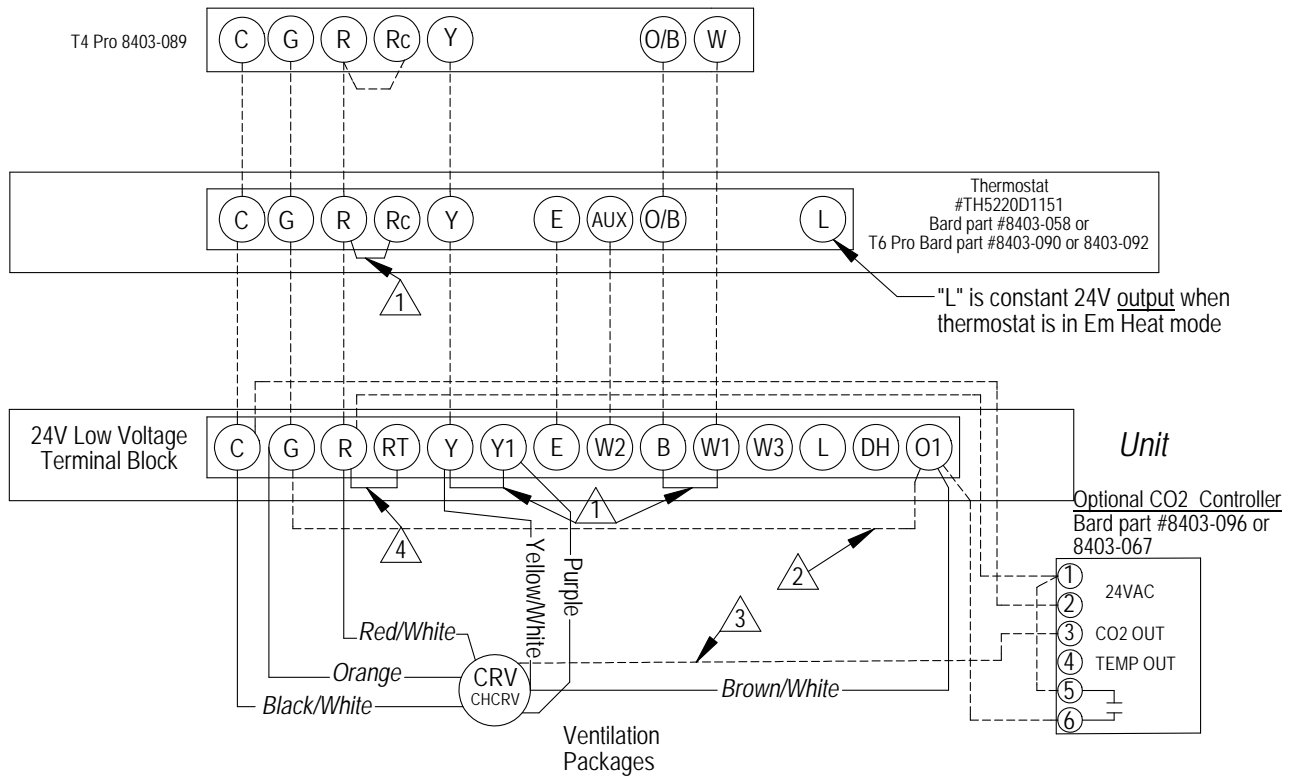 T4 Pro 8403-089
C G R Rc Y O/B W
Thermostat
#TH5220D1151
Bard part #8403-058 or
T6 Pro Bard part #8403-090 or 8403-092
C G R Rc Y E AUX O/B L
1
"L" is constant 24V output when
thermostat is in Em Heat mode
24V Low Voltage
Terminal Block
C G R RT Y Y1 E W2 B W1 W3 L DH O1
Unit
1
4
2
3
Optional CO2 Controller
Bard part #8403-096 or
8403-067
1
24VAC
2
3 CO2 OUT
4 TEMP OUT
5
6
Yellow/White
Purple
Red/White
Orange
Black/White
CRV
CHCRV
Brown/White
Ventilation
Packages